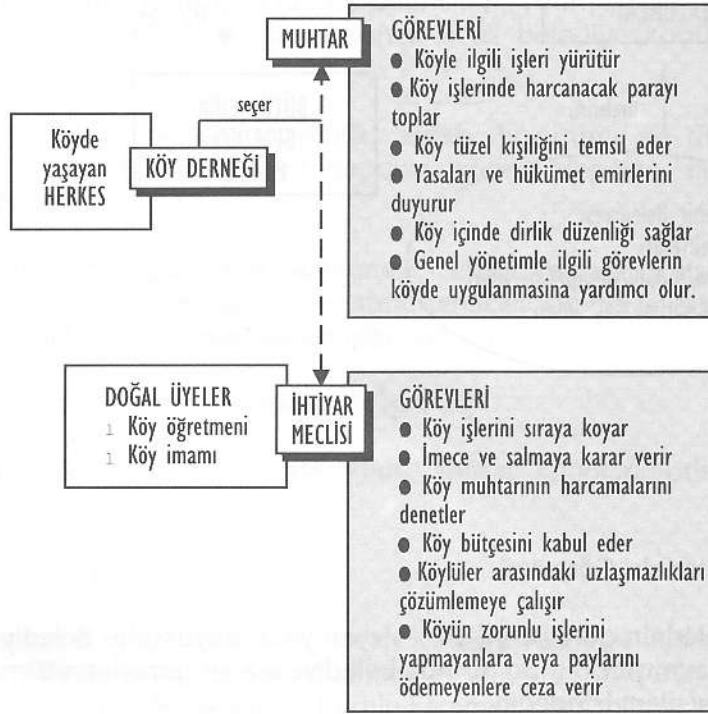 MUHTAR
GÖREVLERİ
● Köyle ilgili işleri yürütür
● Köy işlerinde harcanacak parayı
toplar
● Köy tüzel kişiliğini temsil eder
● Yasaları ve hükümet emirlerini
duyurur
● Köy içinde dirlik düzenliği sağlar
● Genel yönetimle ilgili görevlerin
köyde uygulanmasina yardımcı olur.
seçer
Köyde
yaşayan
HERKES
KÖY DERNEĞİ
DOĞAL ÜYELER
ı Köy öğretmeni
ı Köy imamı
İHTİYAR
MECLİSİ
GÖREVLERİ
● Köy işlerini sıraya koyar
● İmece ve salmaya karar verir
● Köy muhtarının harcamalarını
denetler
● Köy bütçesini kabul eder
● Köylüler arasındaki uzlaşmazlıkları
çözümlemeye çalışır
● Köyün zorunlu işlerini
yapmayanlara veya paylarını
ödemeyenlere ceza verir